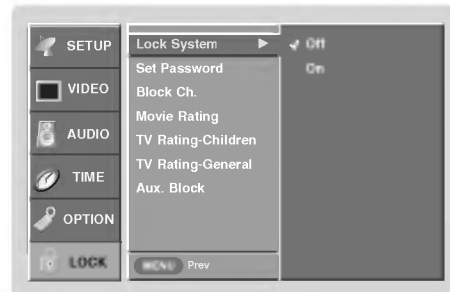 SETUP
VIDEO
AUDIO
TIME
OPTION
LOCK
Lock System
Set Password
Block Ch.
Movie Rating
TV Rating-Children
TV Rating-General
Aux. Block
MENU Prev
Off
On